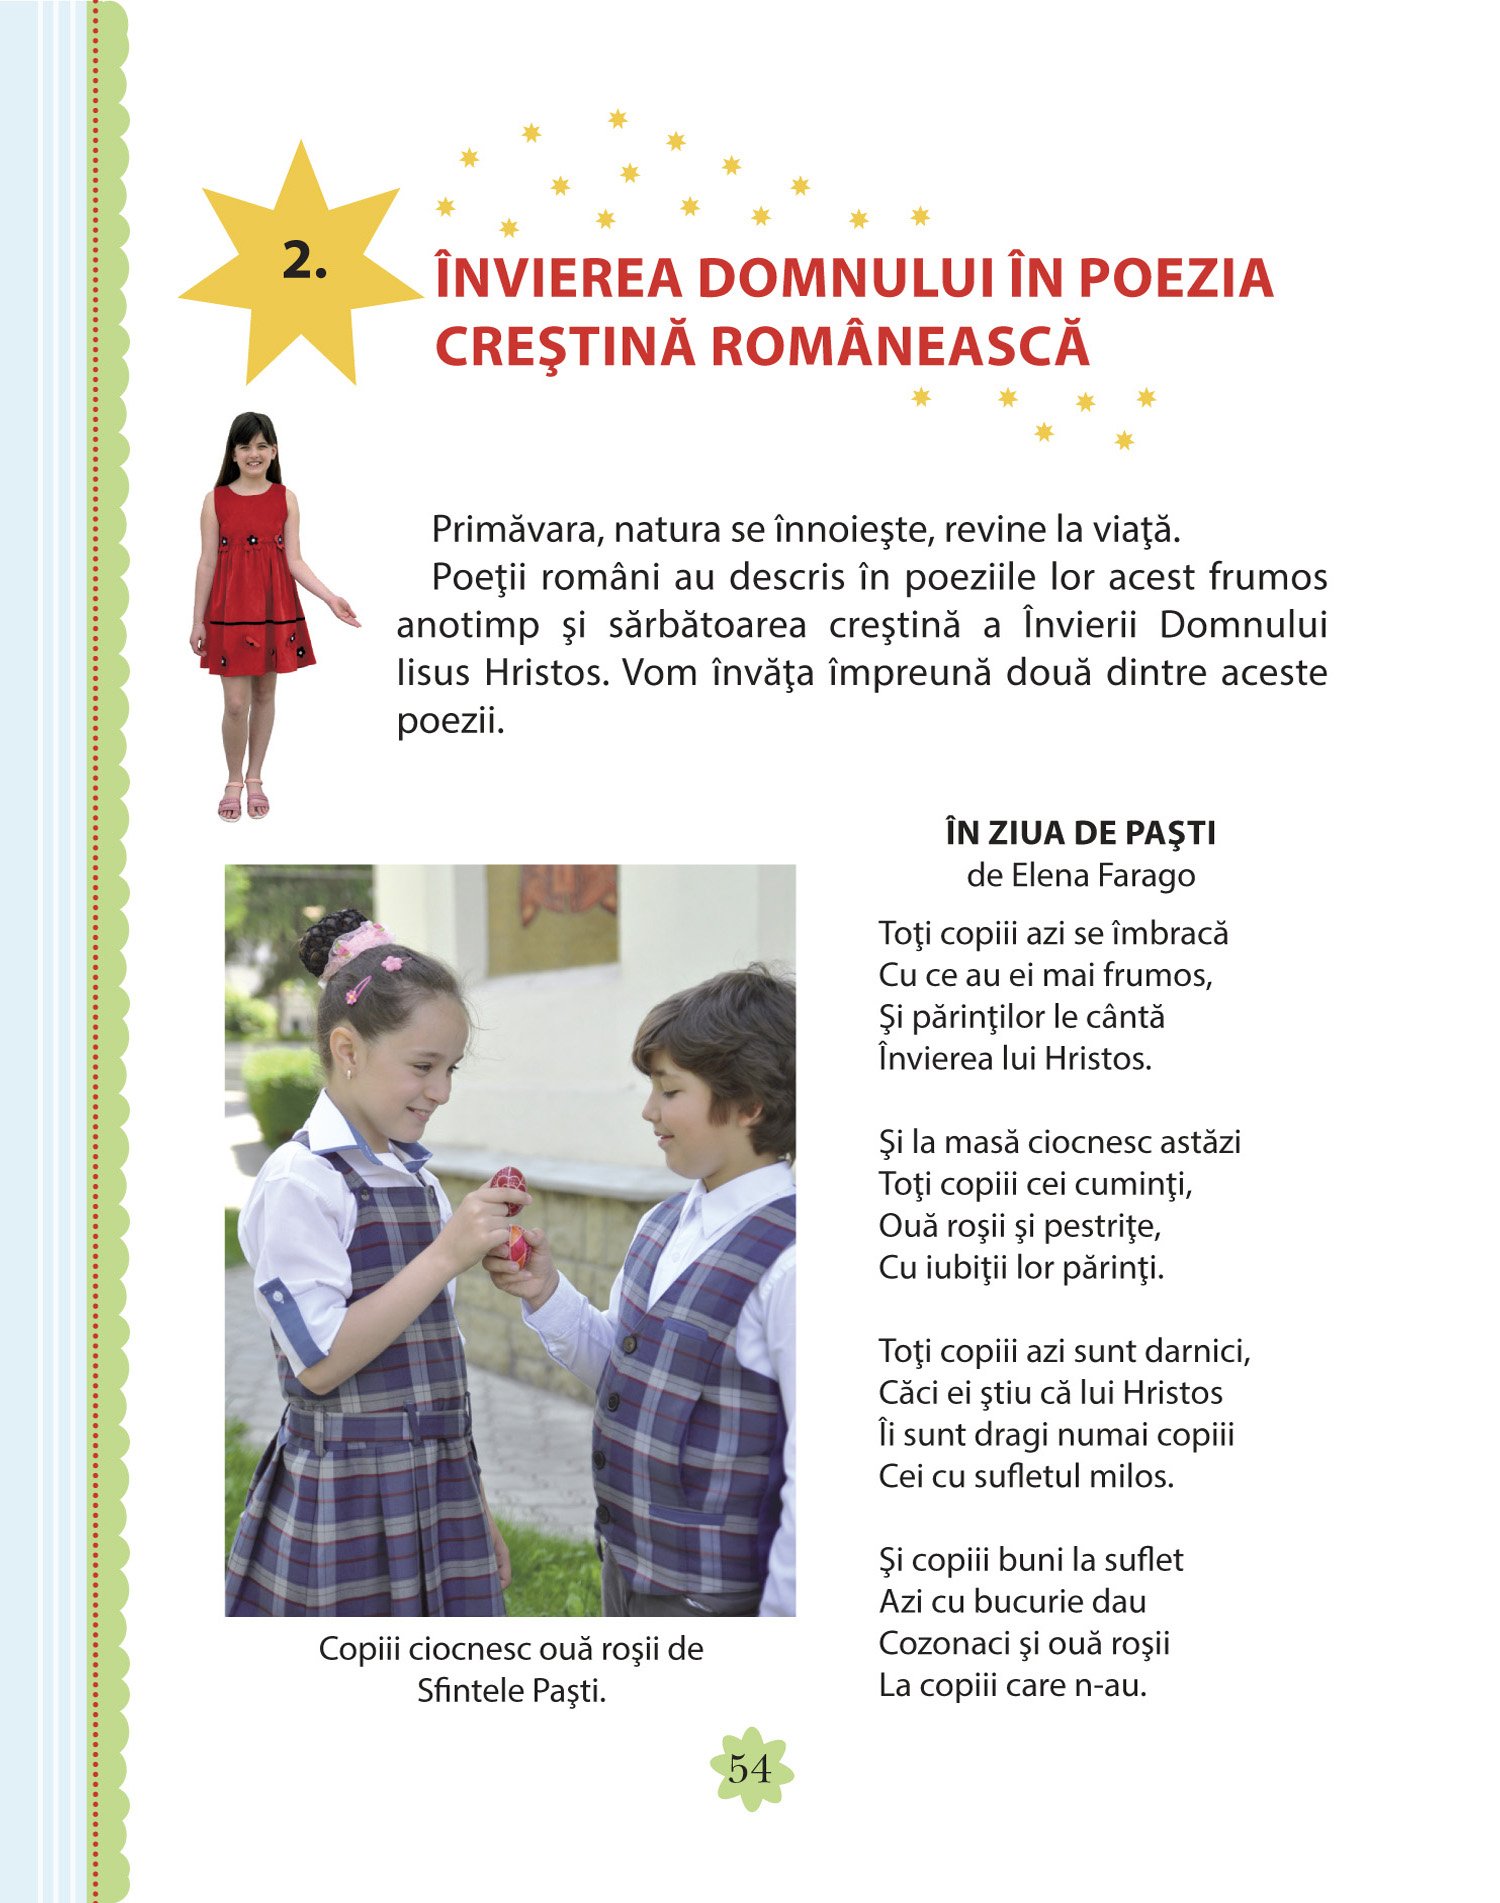 2.
ÎNVIEREA DOMNULUI ÎN POEZIA
CREŞTINĂ ROMÂNEASCĂ
Primăvara, natura se înnoieşte, revine la viaţă.
Poeţii români au descris în poeziile lor acest frumos
anotimp şi sărbătoarea creştină a Învierii Domnului
Iisus Hristos. Vom învăţa împreună două dintre aceste
poezii.
ÎN ZIUA DE PAŞTI
de Elena Farago
Toţi copiii azi se îmbracă
Cu ce au ei mai frumos,
Şi părinţilor le cântă
Învierea lui Hristos.
Şi la masă ciocnesc astăzi
Toţi copiii cei cuminţi,
Ouă roşii şi pestriţe,
Cu iubiţii lor părinţi.
Toţi copiii azi sunt darnici,
Căci ei ştiu că lui Hristos
Îi sunt dragi numai copiii
Cei cu sufletul milos.
Şi copiii buni la suflet
Azi cu bucurie dau
Cozonaci şi ouă roşii
La copiii care n-au.
Copiii ciocnesc ouă roşii de
Sfintele Paşti.
54